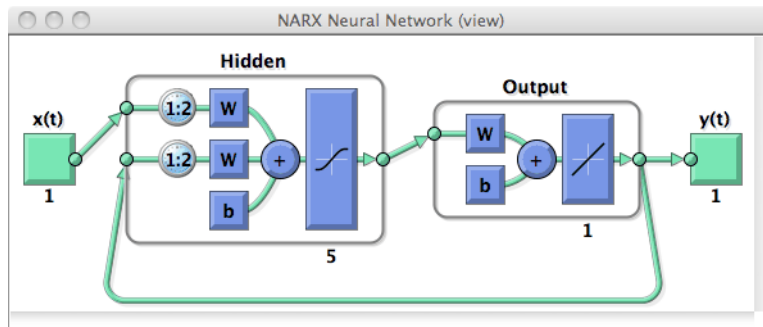 NARX Neural Network (view)
Hidden
Output
x(t)
1:2
W
W
y(t)
1:2
W
+
+
b
b
1
1
1
5